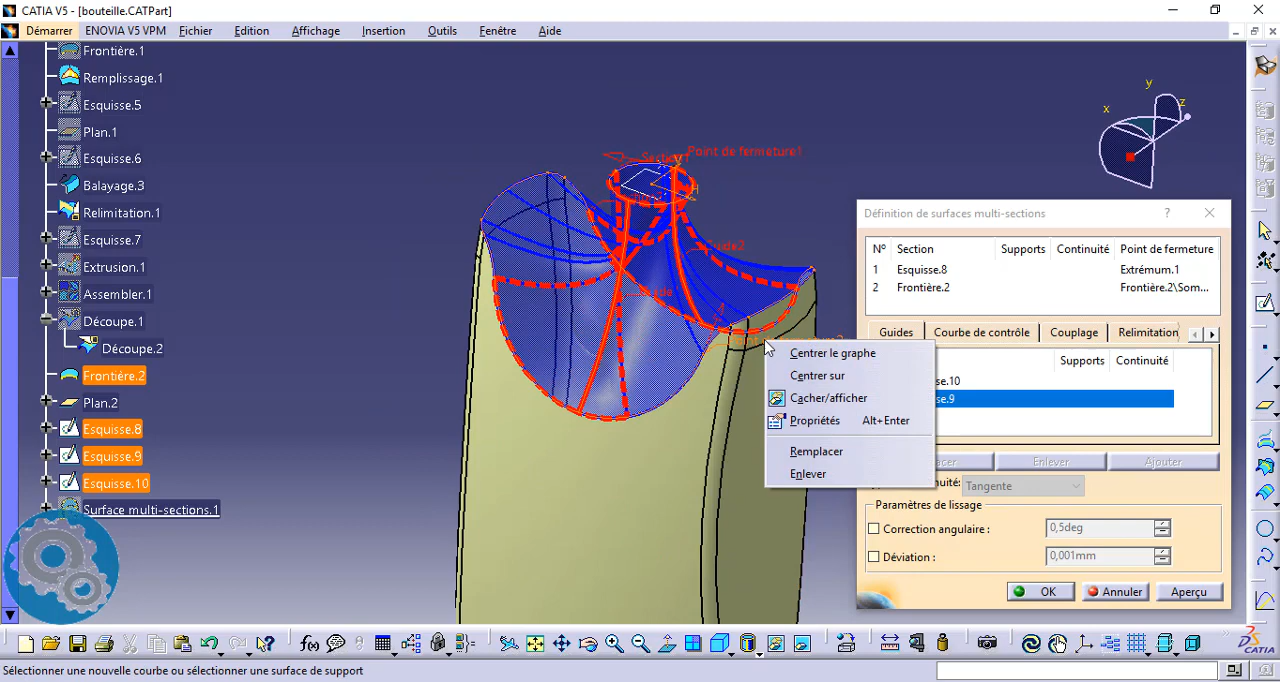 CATIA V5 - [bouteille.CATPart]
Démarrer ENOVIA V5 VPM Fichier Edition Affichage Insertion Outils Fenêtre Aide
Frontière.1
Remplissage.1
Esquisse.5
Plan.1
Esquisse.6
Balayage.3
Relimitation.1
Esquisse.7
Extrusion.1
Assembler.1
Découpe.1
Découpe.2
Frontière.2
Plan.2
Esquisse.8
Esquisse.9
Esquisse.10
Surface multi-sections.1
Section1
Point de fermeture1
Guide2
y
x
z
Centrer le graphe
Centrer sur
Cacher/afficher
Propriétés Alt+Enter
Remplacer
Enlever
Définition de surfaces multi-sections ?
N° Section Supports Continuité Point de fermeture
1 Esquisse.8 Extrémum.1
2 Frontière.2 Frontière.2\Som...
Guides Courbe de contrôle Couplage Relimitation
Supports Continuité
se.10
se.9
acer Enlever Ajouter
nuité: Tangente
Paramètres de lissage
Correction angulaire : 0,5deg
Déviation : 0,001mm
OK Annuler Aperçu
f(x)
CATIA
Sélectionner une nouvelle courbe ou sélectionner une surface de support